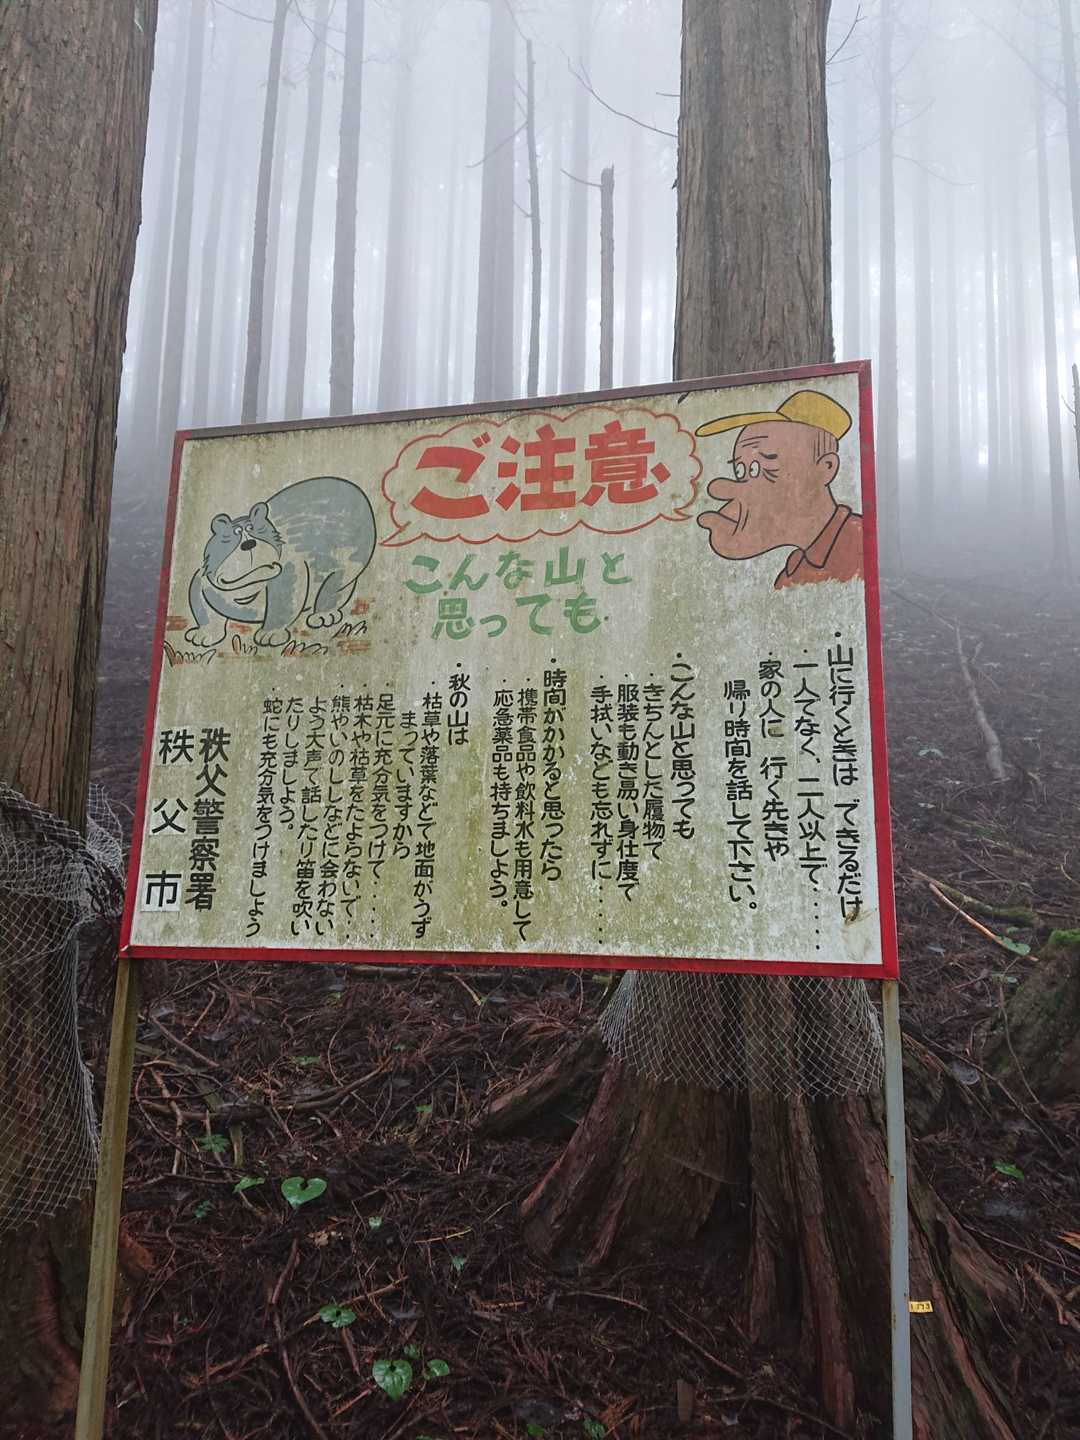 ご注意
こんな山と
思っても
・山に行くときは できるだけ
・一人でなく、二人以上で......
・家の人に 行く先きや
帰り時間を話して下さい。
・こんな山と思っても
・きちんとした履物で
・服装も動き易い身仕度で
・手拭いなども忘れずに......
・時間がかかると思ったら
・携帯食品や飲料水も用意して
・応急薬品も持ちましょう。
・秋の山は
・枯草や落葉などで地面がうず
まっていますから
足元に充分気をつけて......
・枯木や枯草をたよらないで...
・熊やいのししなどに会わない
よう大声で話したり笛を吹い
たりしましょう。
・蛇にも充分気をつけましょう
秩父警察署
秩父市